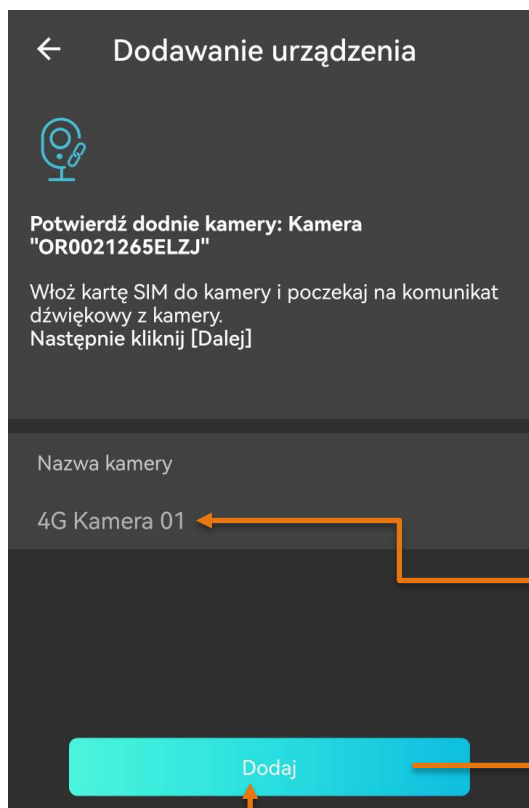 Dodawanie urządzenia
Potwierdź dodnie kamery: Kamera
"OR0021265ELZJ"
Włoż kartę SIM do kamery i poczekaj na komunikat
dźwiękowy z kamery.
Następnie kliknij [Dalej]
Nazwa kamery
4G Kamera 01
Dodaj